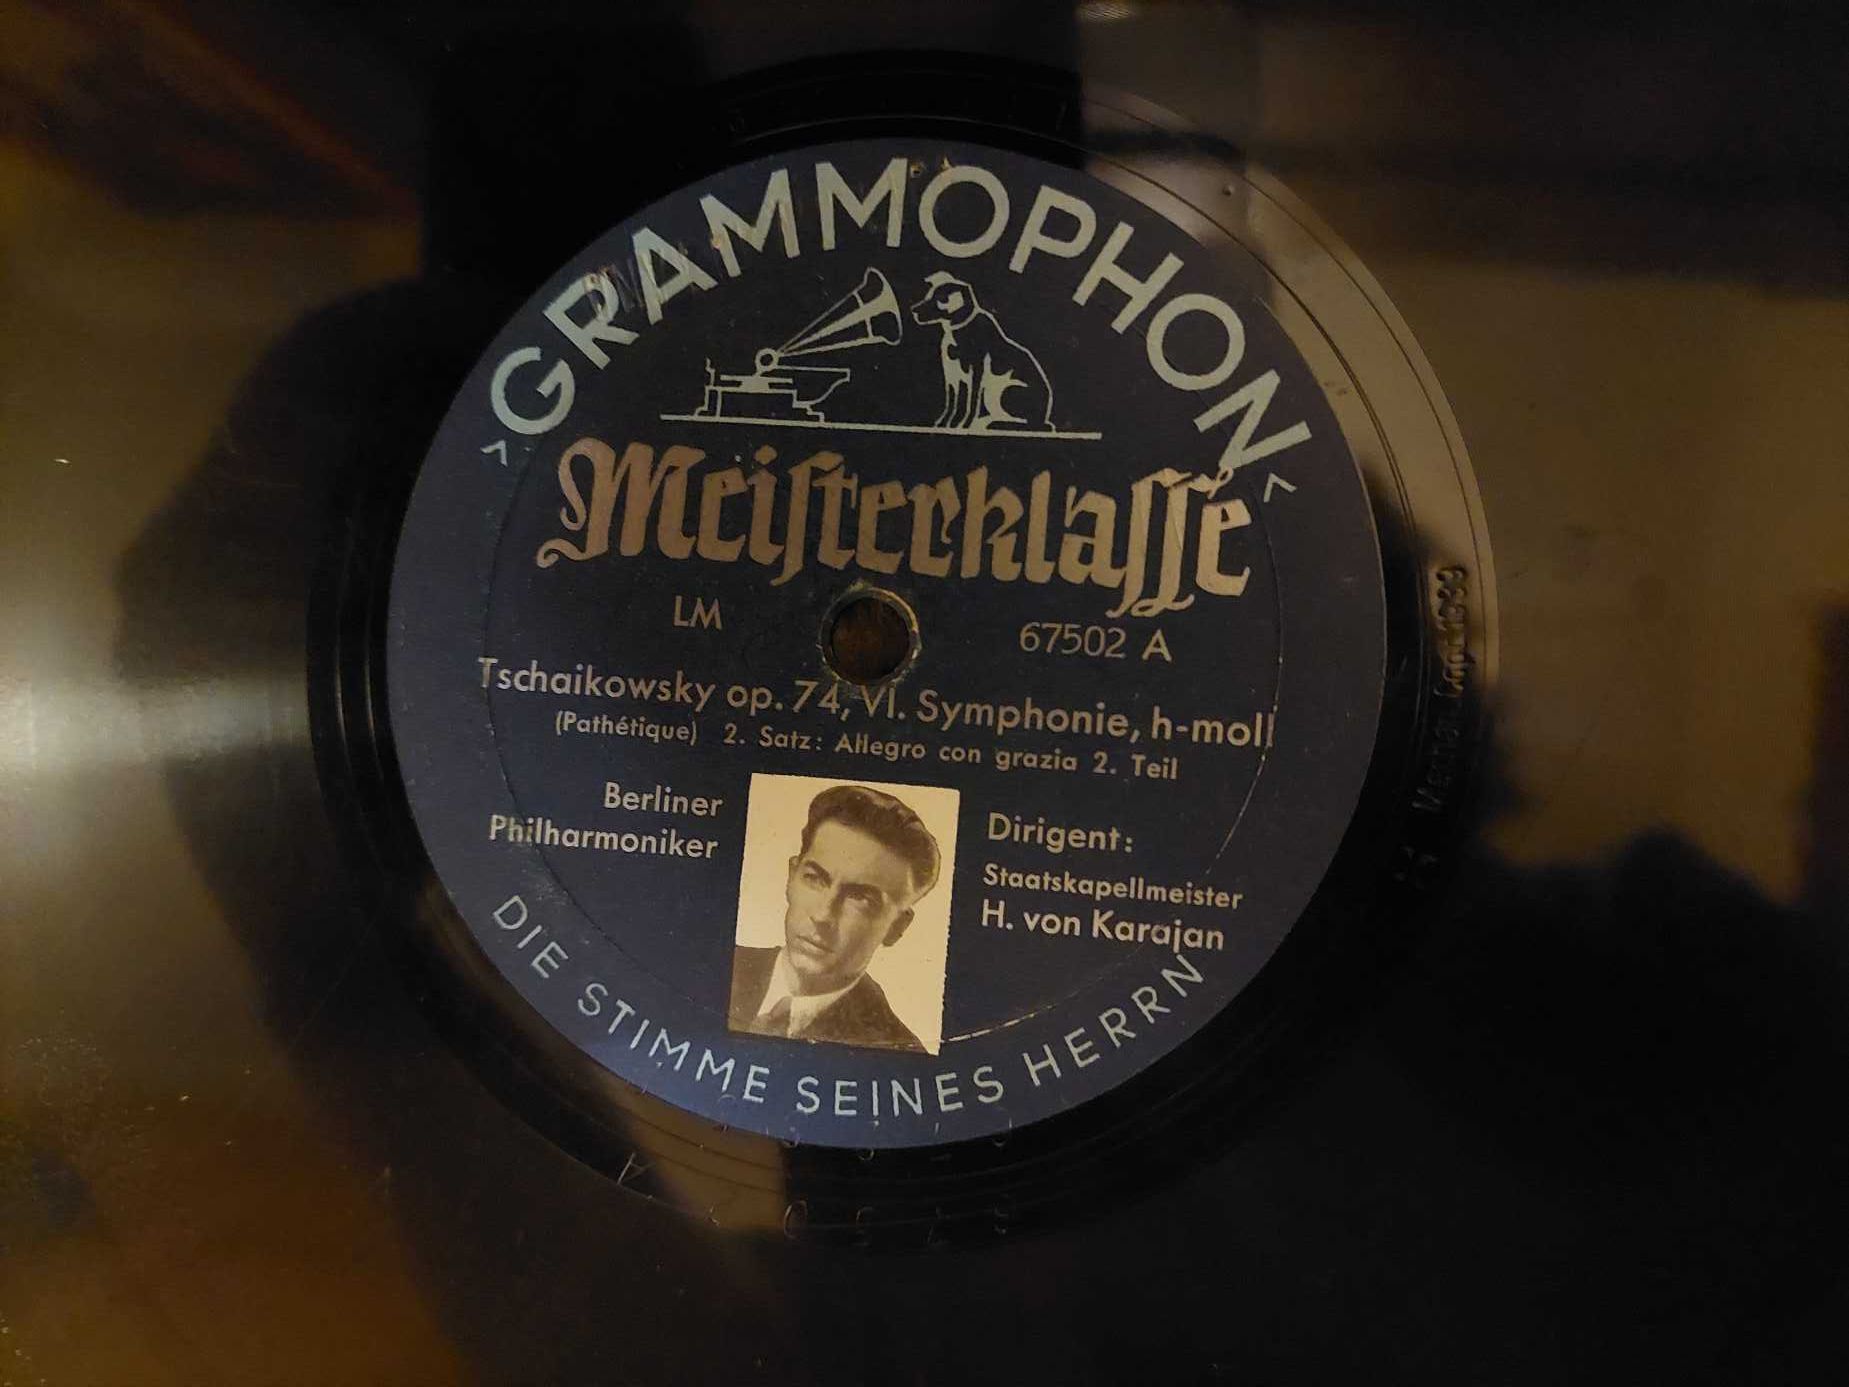 GRAMMOPHON
Meiſterklaſſe
LM
67502 A
Tschaikowsky op. 74, VI. Symphonie, h-moll
(Pathétique) 2. Satz: Allegro con grazia 2. Teil
Berliner
Philharmoniker
Dirigent:
Staatskapellmeister
H. von Karajan
DIE STIMME SEINES HERRN